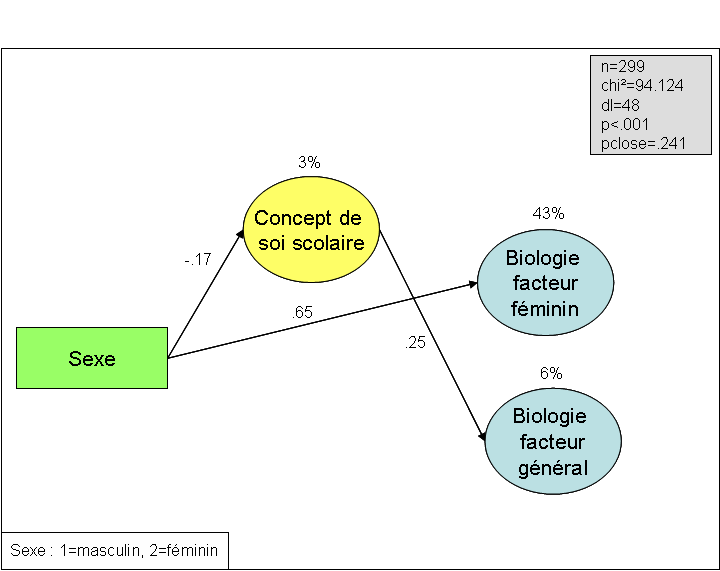 n=299
chi²=94.124
dl=48
p<.001
pclose=.241
3%
Concept de
soi scolaire
43%
Biologie
facteur
féminin
-.17
.65
Sexe
.25
6%
Biologie
facteur
général
Sexe : 1=masculin, 2=féminin